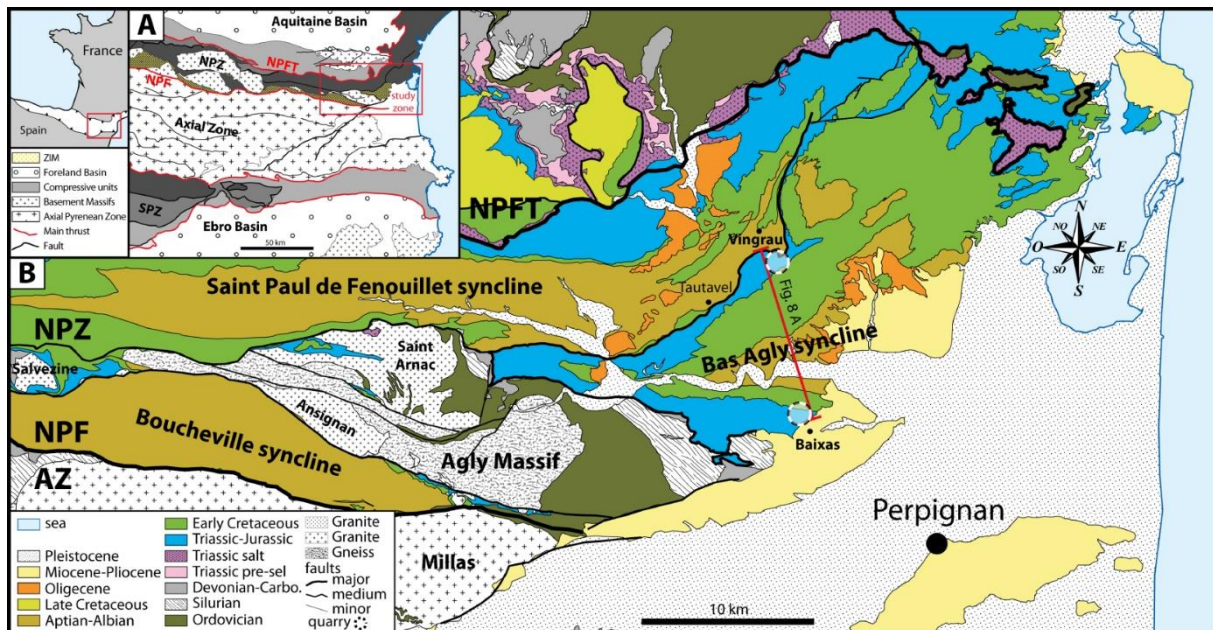 A
France
Spain
ZIM
Foreland Basin
Compressive units
Basement Massifs
Axial Pyrenean Zone
Main thrust
Fault
Aquitaine Basin
NPZ
NPFT
NPF
study
zone
Axial Zone
SPZ
Ebro Basin
50 km
B
NPFT
Vingrau
Tautavel
Fig. 8 A
Saint Paul de Fenouillet syncline
NPZ
Bas Agly syncline
Salvezine
Saint
Arnac
Ansignan
NPF
Boucheville syncline
Agly Massif
Baixas
AZ
Millas
Perpignan
N
NO
NE
O
E
SO
SE
S
10 km
sea
Pleistocene
Miocene-Pliocene
Oligecene
Late Cretaceous
Aptian-Albian
Early Cretaceous
Triassic-Jurassic
Triassic salt
Triassic pre-sel
Devonian-Carbo.
Silurian
Ordovician
Granite
Granite
Gneiss
faults
major
medium
minor
quarry